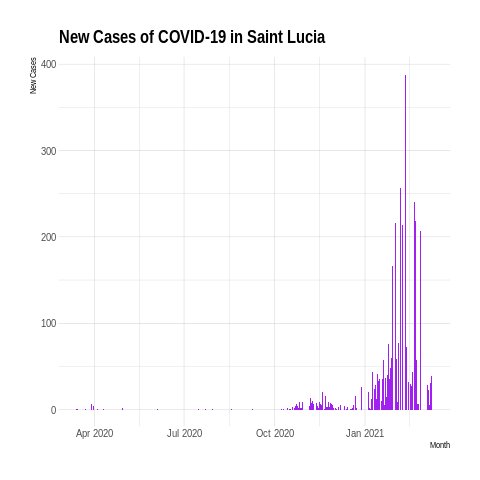 New Cases of COVID-19 in Saint Lucia
New Cases
400
300
200
100
0
Apr 2020 Jul 2020 Oct 2020 Jan 2021
Month